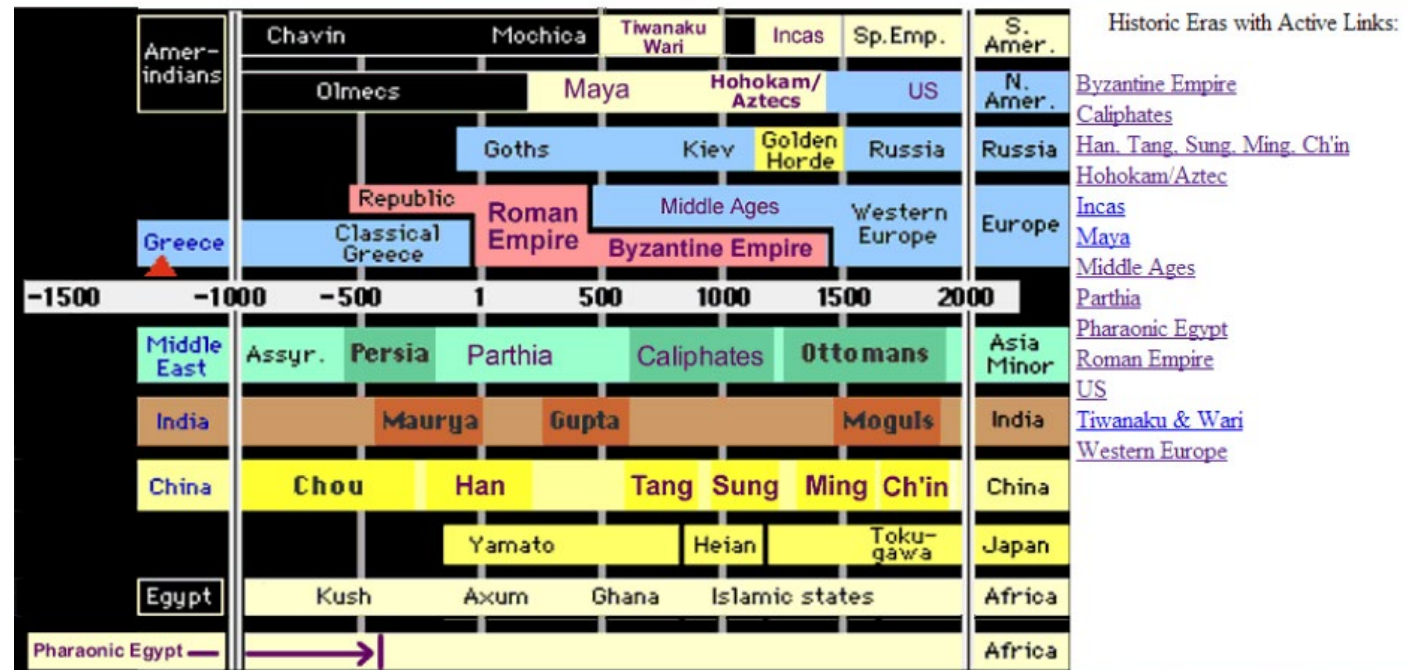 Historic Eras with Active Links:
Amer-
indians
Chavin
Mochica
Tiwanaku
Wari
Incas
Sp.Emp.
S.
Amer.
Olmecs
Maya
Hohokam/
Aztecs
US
N.
Amer.
Goths
Kiev
Golden
Horde
Russia
Russia
Greece
Republic
Classical
Greece
Roman
Empire
Middle Ages
Byzantine Empire
Western
Europe
Europe
-1500 -1000 -500 1 500 1000 1500 2000
Middle
East
Assyr.
Persia
Parthia
Caliphates
Ottomans
Asia
Minor
India
Maurya
Gupta
Moguls
India
China
Chou
Han
Tang
Sung
Ming
Ch'in
China
Yamato
Heian
Toku-
gawa
Japan
Egypt
Kush
Axum
Ghana
Islamic states
Africa
Pharaonic Egypt
Africa
Byzantine Empire
Caliphates
Han, Tang, Sung, Ming, Ch'in
Hohokam/Aztec
Incas
Maya
Middle Ages
Parthia
Pharaonic Egypt
Roman Empire
US
Tiwanaku & Wari
Western Europe